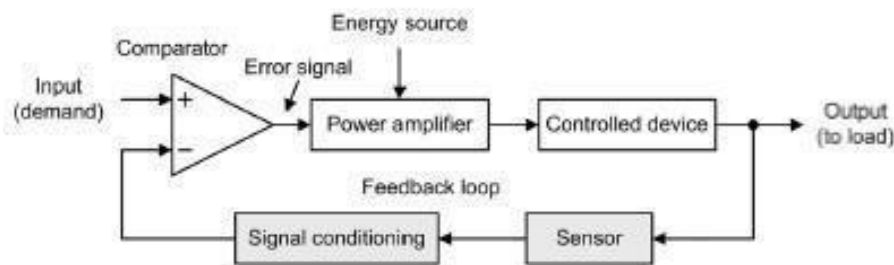 Energy source
Comparator
Error signal
Input
(demand)
+
Power amplifier
Controlled device
Output
(to load)
−
Feedback loop
Signal conditioning
Sensor